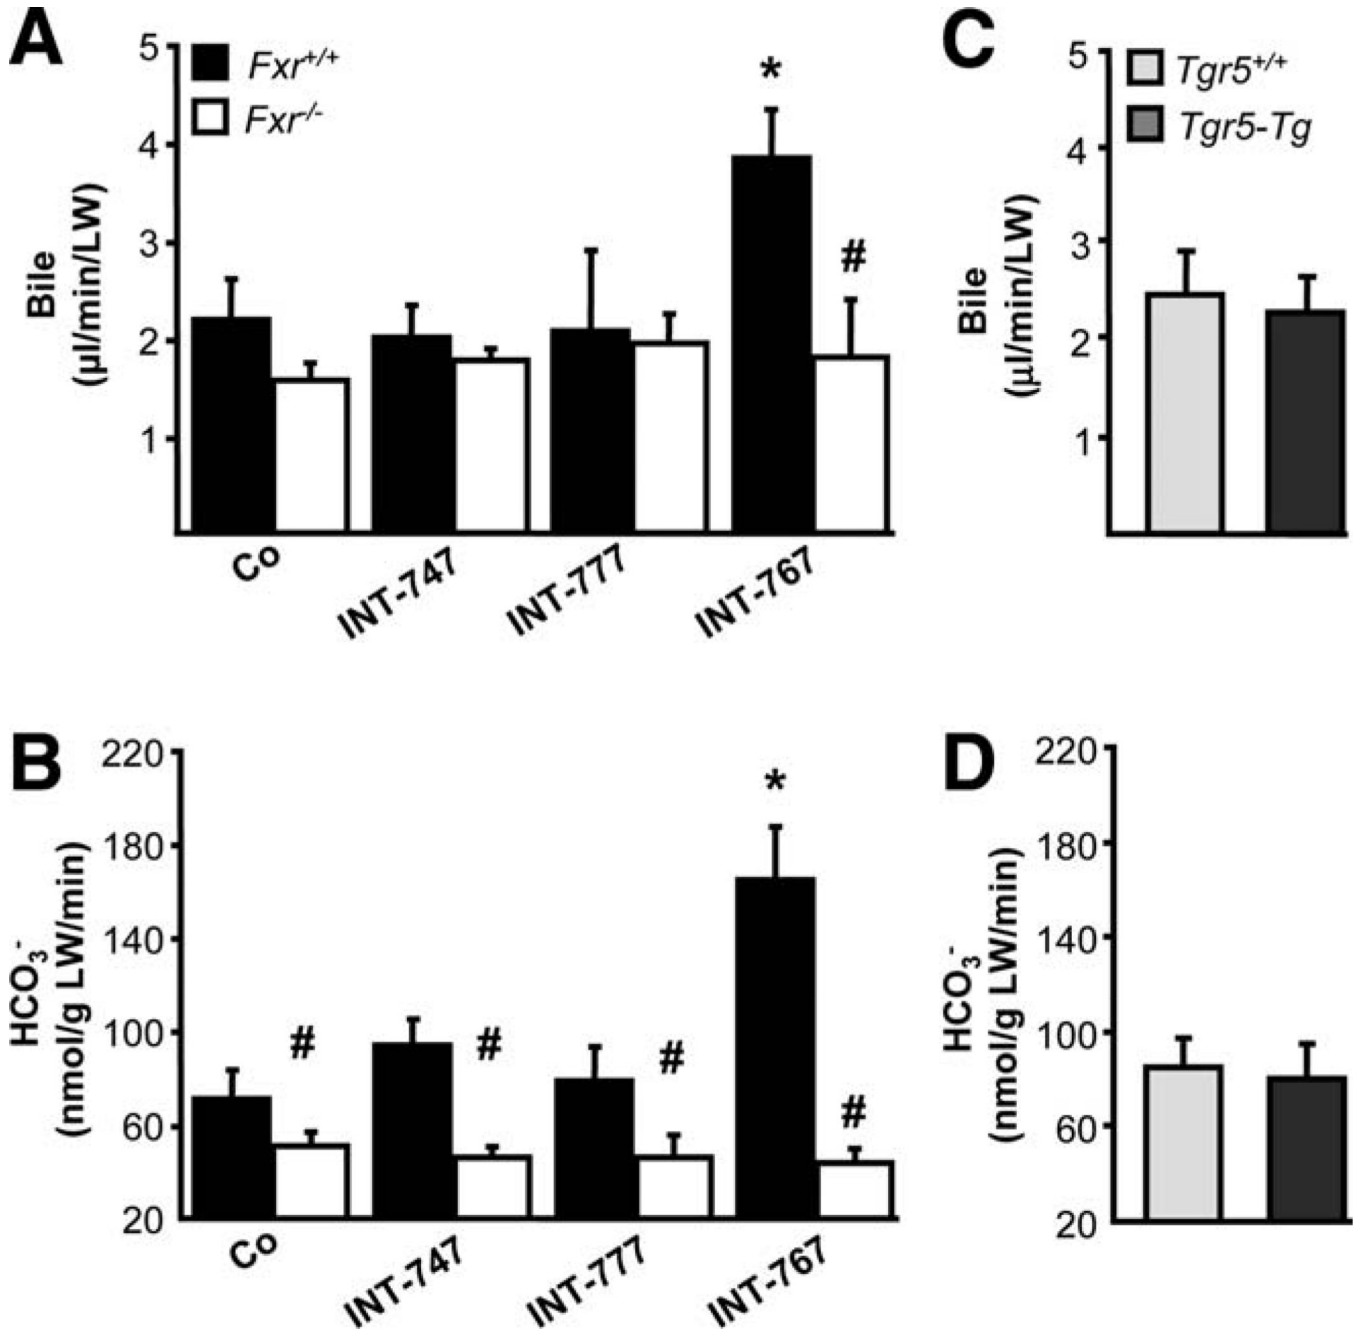 A
5
4
3
2
1
Bile
(µl/min/LW)
Fxr+/+
Fxr-/-
*
#
Co
INT-747
INT-777
INT-767
C
5
4
3
2
1
Bile
(µl/min/LW)
Tgr5+/+
Tgr5-Tg
B
220
180
140
100
60
20
HCO3-
(nmol/g LW/min)
#
#
#
*
#
Co
INT-747
INT-777
INT-767
D
220
180
140
100
60
20
HCO3-
(nmol/g LW/min)